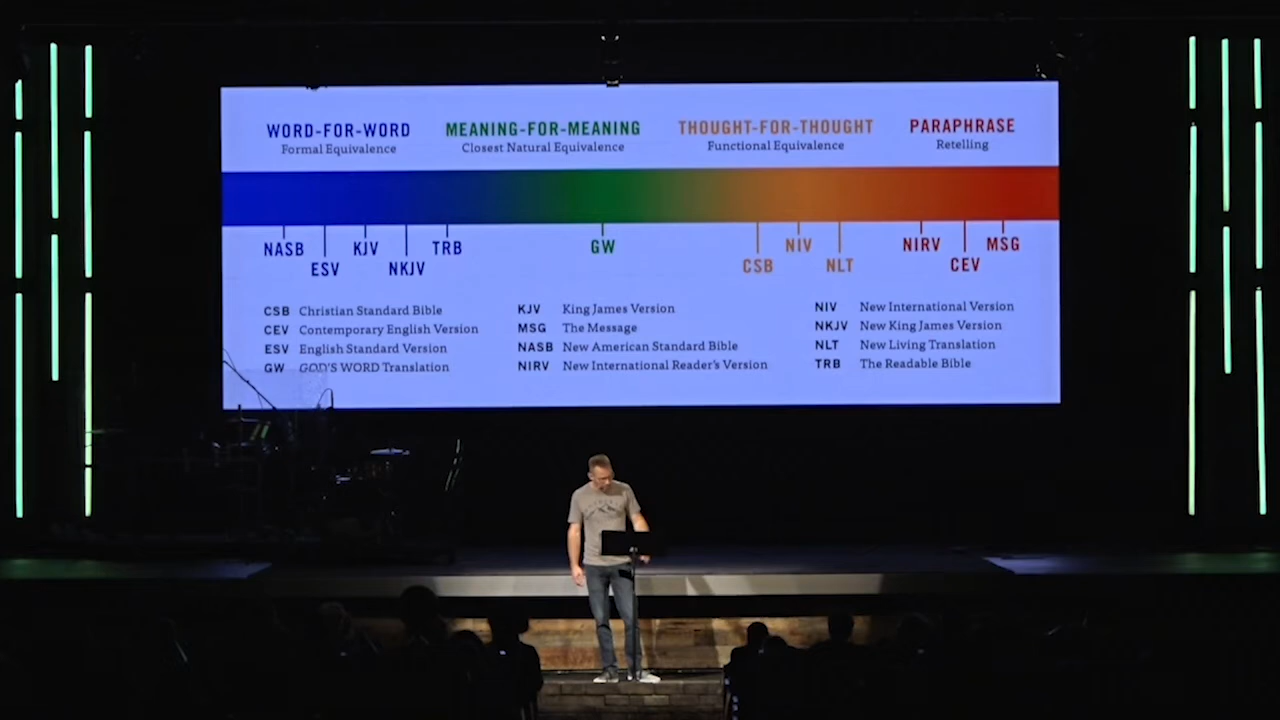 WORD-FOR-WORD
Formal Equivalence
MEANING-FOR-MEANING
Closest Natural Equivalence
THOUGHT-FOR-THOUGHT
Functional Equivalence
PARAPHRASE
Retelling
NASB
ESV
KJV
NKJV
TRB
GW
CSB
NIV
NLT
NIRV
CEV
MSG
CSB Christian Standard Bible
CEV Contemporary English Version
ESV English Standard Version
GW GOD'S WORD Translation
KJV King James Version
MSG The Message
NASB New American Standard Bible
NIRV New International Reader's Version
NIV New International Version
NKJV New King James Version
NLT New Living Translation
TRB The Readable Bible